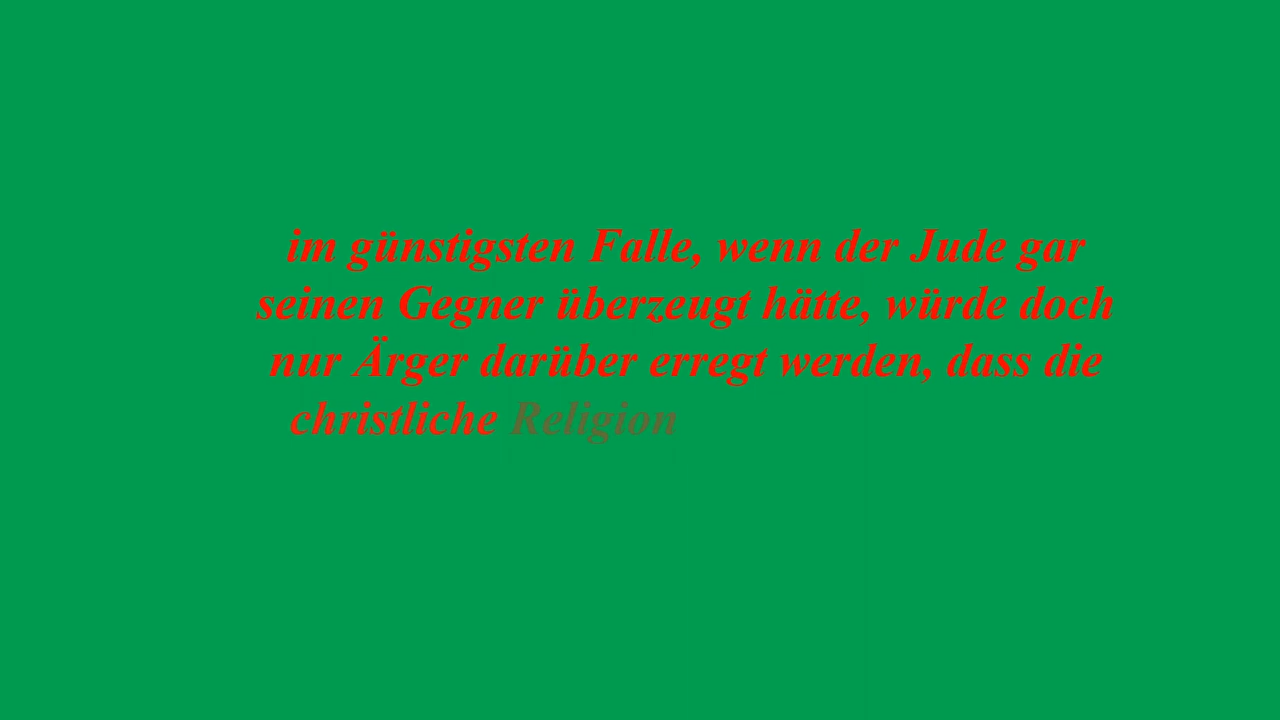 im günstigsten Falle, wenn der Jude gar
seinen Gegner überzeugt hätte, würde doch
nur Ärger darüber erregt werden, dass die
christliche Religion